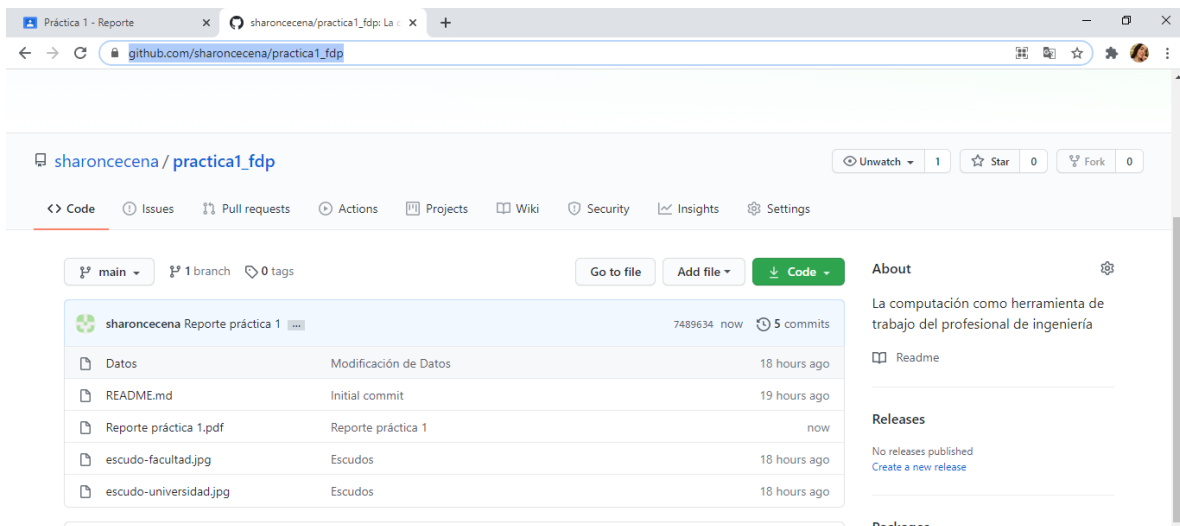 Práctica 1 - Reporte
sharoncecena/practica1_fdp: La c
github.com/sharoncecena/practica1_fdp
sharoncecena / practica1_fdp
Unwatch 1 Star 0 Fork 0
Code Issues Pull requests Actions Projects Wiki Security Insights Settings
main 1 branch 0 tags Go to file Add file Code
sharoncecena Reporte práctica 1 ... 7489634 now 5 commits
Datos Modificación de Datos 18 hours ago
README.md Initial commit 19 hours ago
Reporte práctica 1.pdf Reporte práctica 1 now
escudo-facultad.jpg Escudos 18 hours ago
escudo-universidad.jpg Escudos 18 hours ago
About
La computación como herramienta de
trabajo del profesional de ingeniería
Readme
Releases
No releases published
Create a new release
Packages